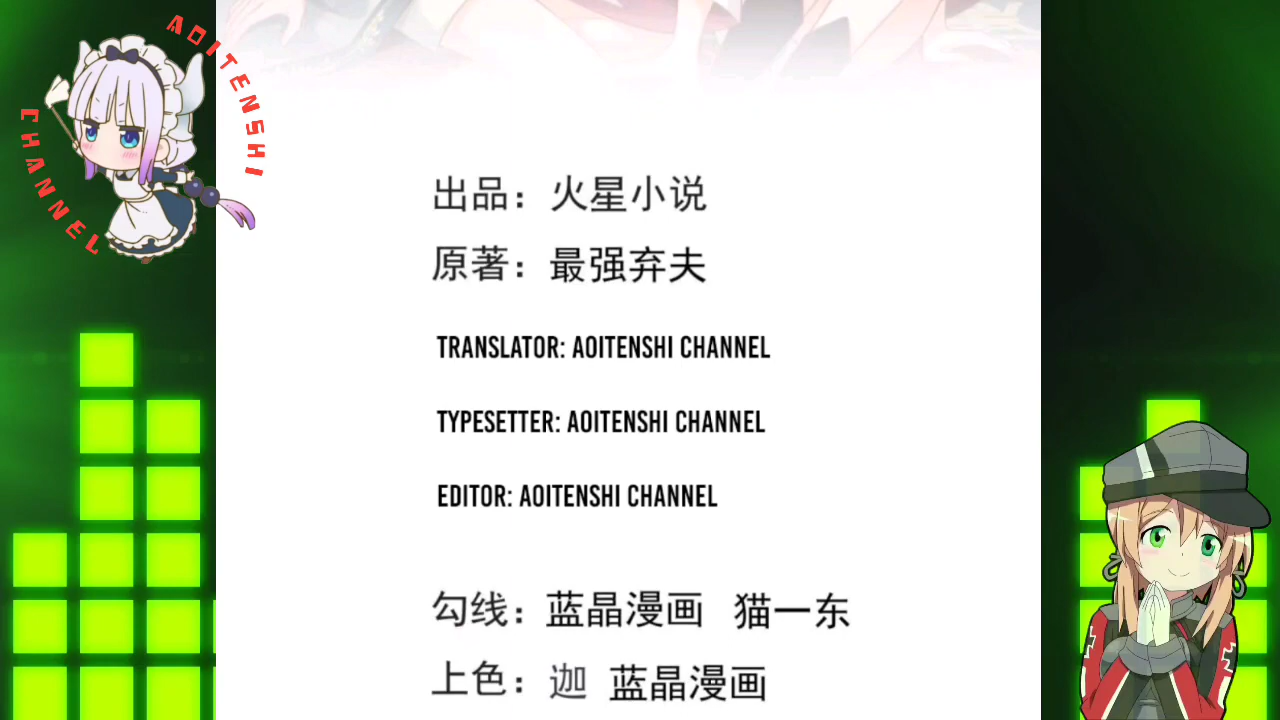 AOITENSHI
CHANNEL
出品：火星小说
原著：最强弃夫
TRANSLATOR: AOITENSHI CHANNEL
TYPESETTER: AOITENSHI CHANNEL
EDITOR: AOITENSHI CHANNEL
勾线：蓝晶漫画 猫一东
上色：迦 蓝晶漫画